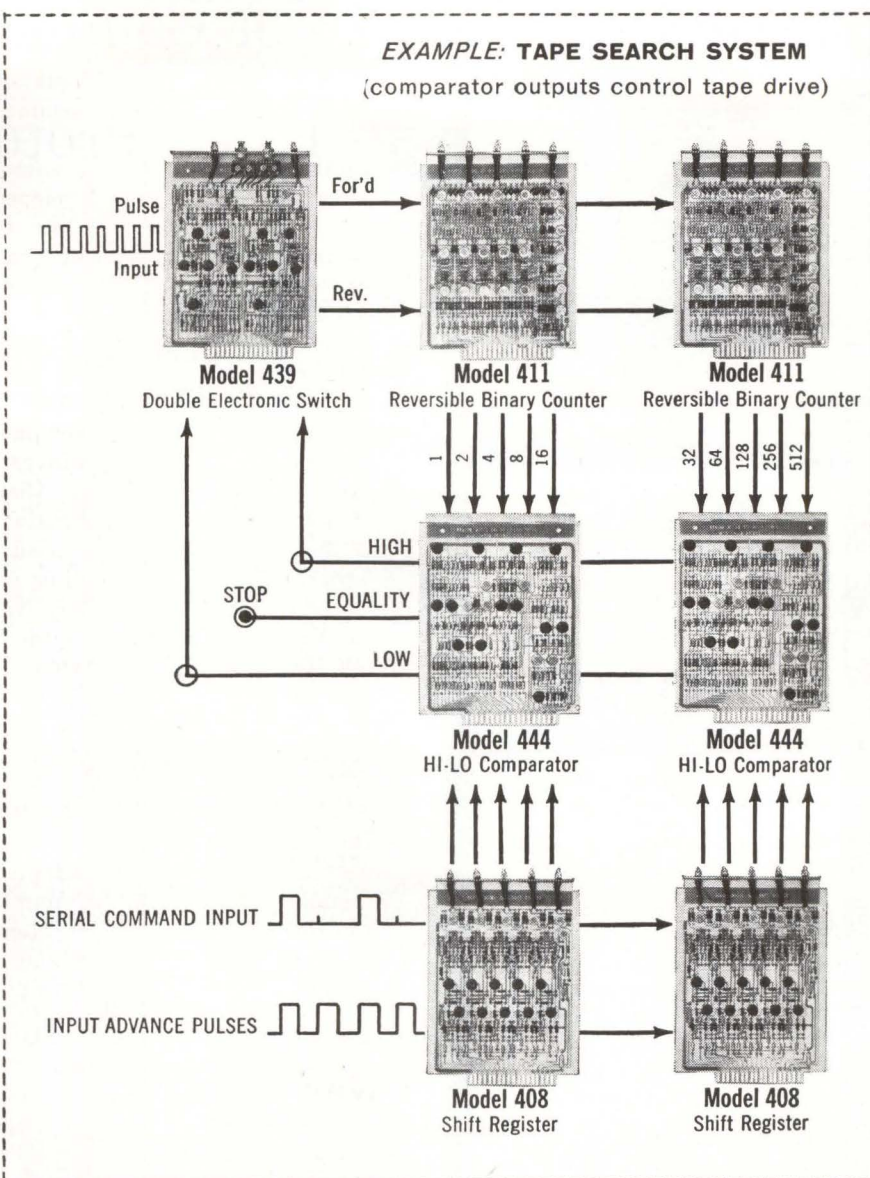 EXAMPLE: TAPE SEARCH SYSTEM
(comparator outputs control tape drive)
Pulse
Input
For'd
Rev.
Model 439
Double Electronic Switch
Model 411
Reversible Binary Counter
Model 411
Reversible Binary Counter
1 2 4 8 16
32 64 128 256 512
HIGH
STOP
EQUALITY
LOW
Model 444
HI-LO Comparator
Model 444
HI-LO Comparator
SERIAL COMMAND INPUT
INPUT ADVANCE PULSES
Model 408
Shift Register
Model 408
Shift Register